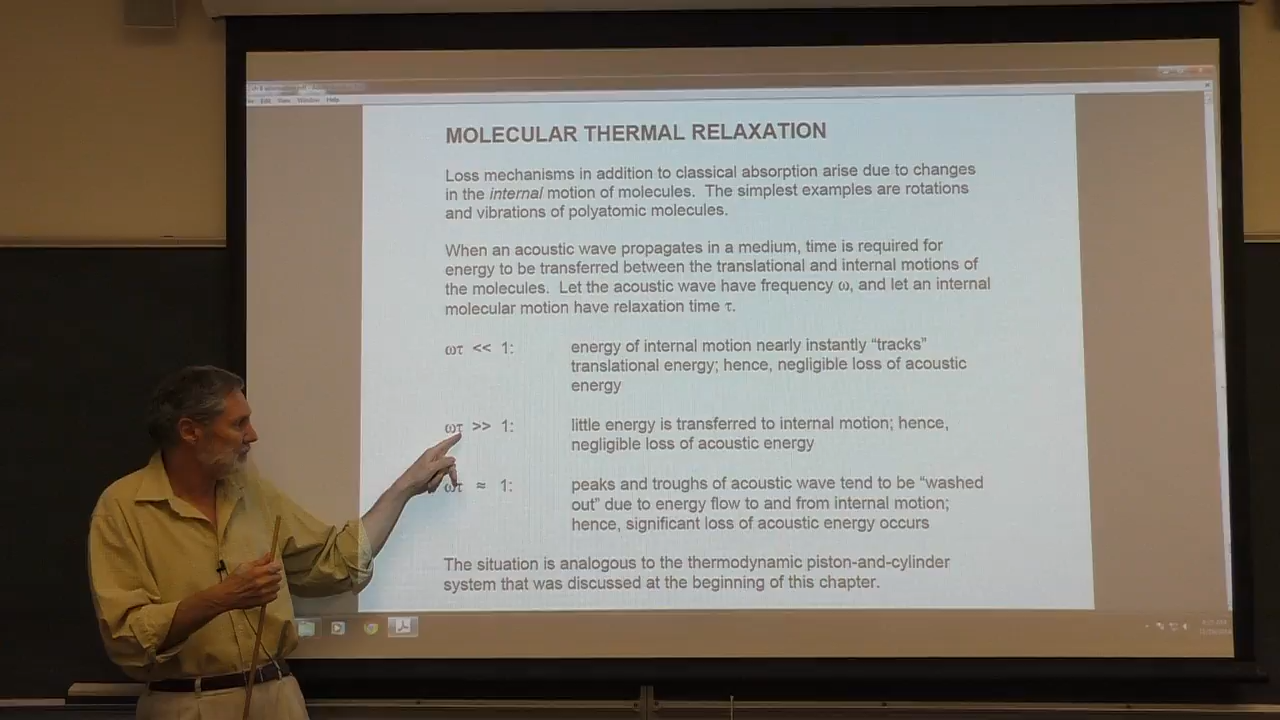 View Window Help
MOLECULAR THERMAL RELAXATION
Loss mechanisms in addition to classical absorption arise due to changes
in the internal motion of molecules. The simplest examples are rotations
and vibrations of polyatomic molecules.
When an acoustic wave propagates in a medium, time is required for
energy to be transferred between the translational and internal motions of
the molecules. Let the acoustic wave have frequency ω, and let an internal
molecular motion have relaxation time τ.
ωτ << 1: energy of internal motion nearly instantly “tracks”
translational energy; hence, negligible loss of acoustic
energy
ωτ >> 1: little energy is transferred to internal motion; hence,
negligible loss of acoustic energy
ωτ ≈ 1: peaks and troughs of acoustic wave tend to be “washed
out” due to energy flow to and from internal motion;
hence, significant loss of acoustic energy occurs
The situation is analogous to the thermodynamic piston-and-cylinder
system that was discussed at the beginning of this chapter.